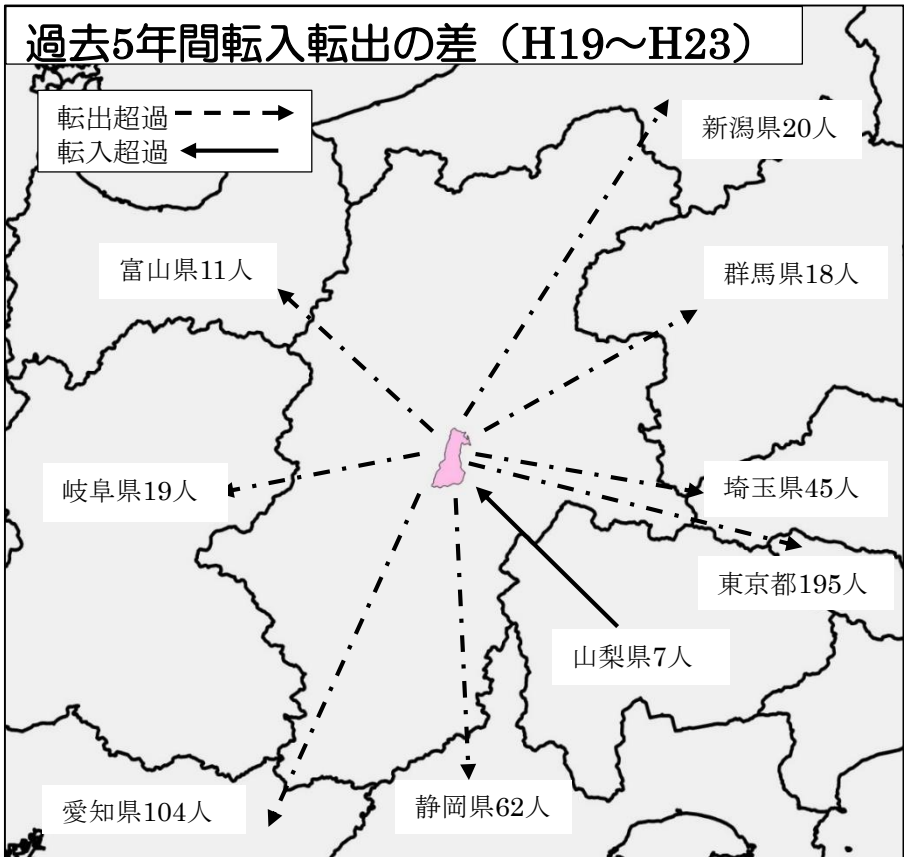 過去5年間転入転出の差（H19～H23）
転出超過
転入超過
新潟県20人
富山県11人
群馬県18人
岐阜県19人
埼玉県45人
東京都195人
山梨県7人
愛知県104人
静岡県62人